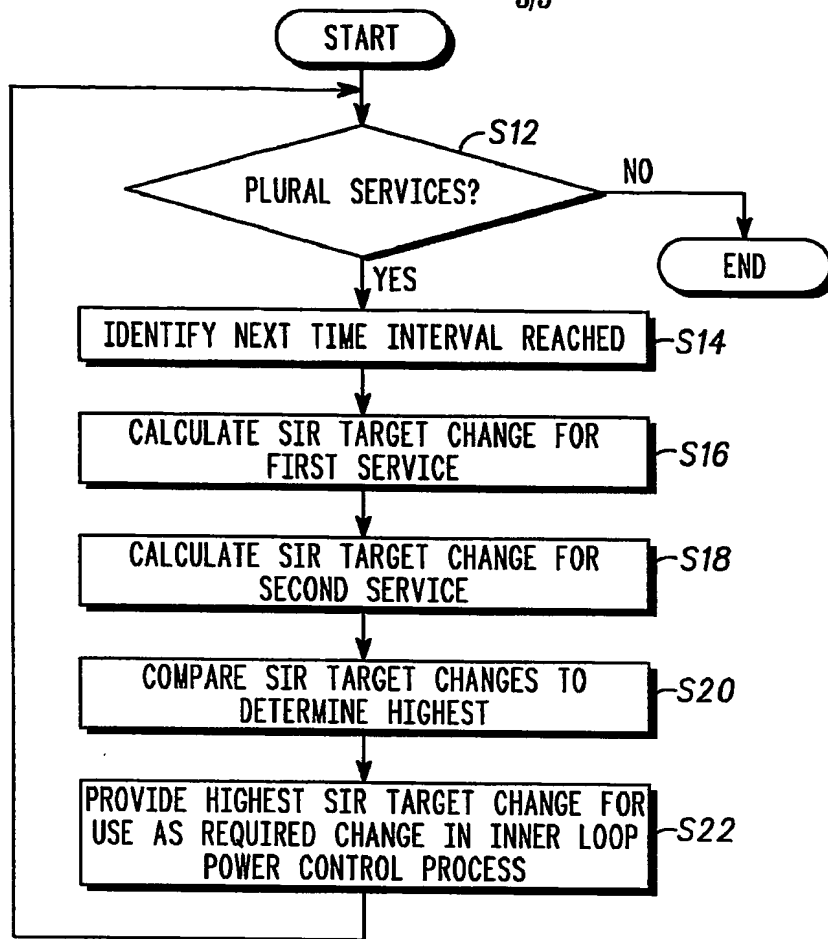 START
S12
PLURAL SERVICES?
NO
END
YES
IDENTIFY NEXT TIME INTERVAL REACHED
S14
CALCULATE SIR TARGET CHANGE FOR
FIRST SERVICE
S16
CALCULATE SIR TARGET CHANGE FOR
SECOND SERVICE
S18
COMPARE SIR TARGET CHANGES TO
DETERMINE HIGHEST
S20
PROVIDE HIGHEST SIR TARGET CHANGE FOR
USE AS REQUIRED CHANGE IN INNER LOOP
POWER CONTROL PROCESS
S22